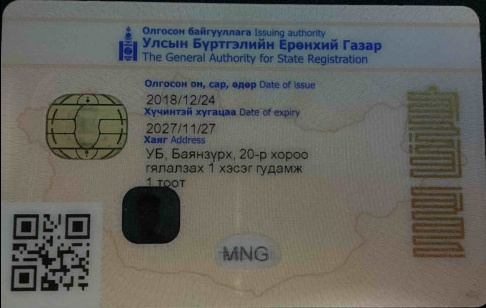 Олгосон байгууллага Issuing authority
Улсын Бүртгэлийн Ерөнхий Газар
The General Authority for State Registration
Олгосон он, сар, өдөр Date of issue
2018/12/24
Хүчинтэй хугацаа Date of expiry
2027/11/27
Хаяг Address
УБ, Баянзүрх, 20-р хороо
гялалзах 1 хэсэг гудамж
1 тоот
MNG